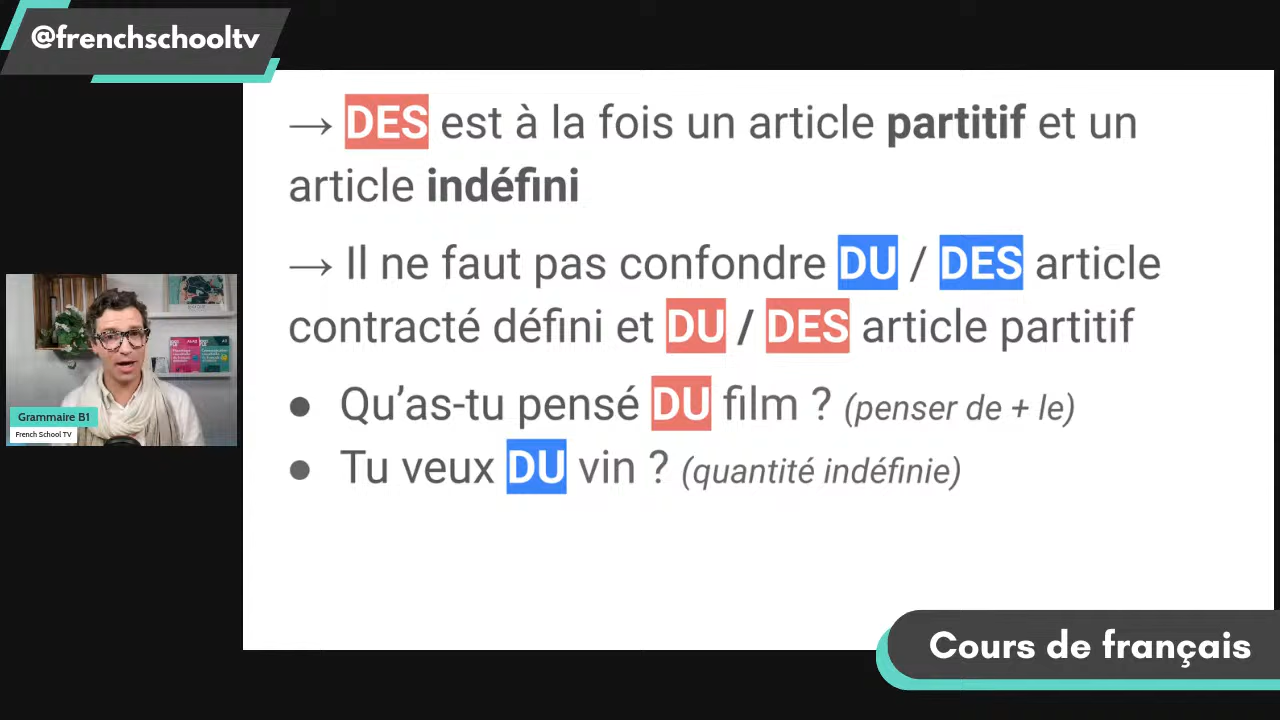 @frenchschooltv
→ DES est à la fois un article partitif et un
article indéfini
→ Il ne faut pas confondre DU / DES article
contracté défini et DU / DES article partitif
● Qu’as-tu pensé DU film ? (penser de + le)
● Tu veux DU vin ? (quantité indéfinie)
Grammaire B1
French School TV
Cours de français